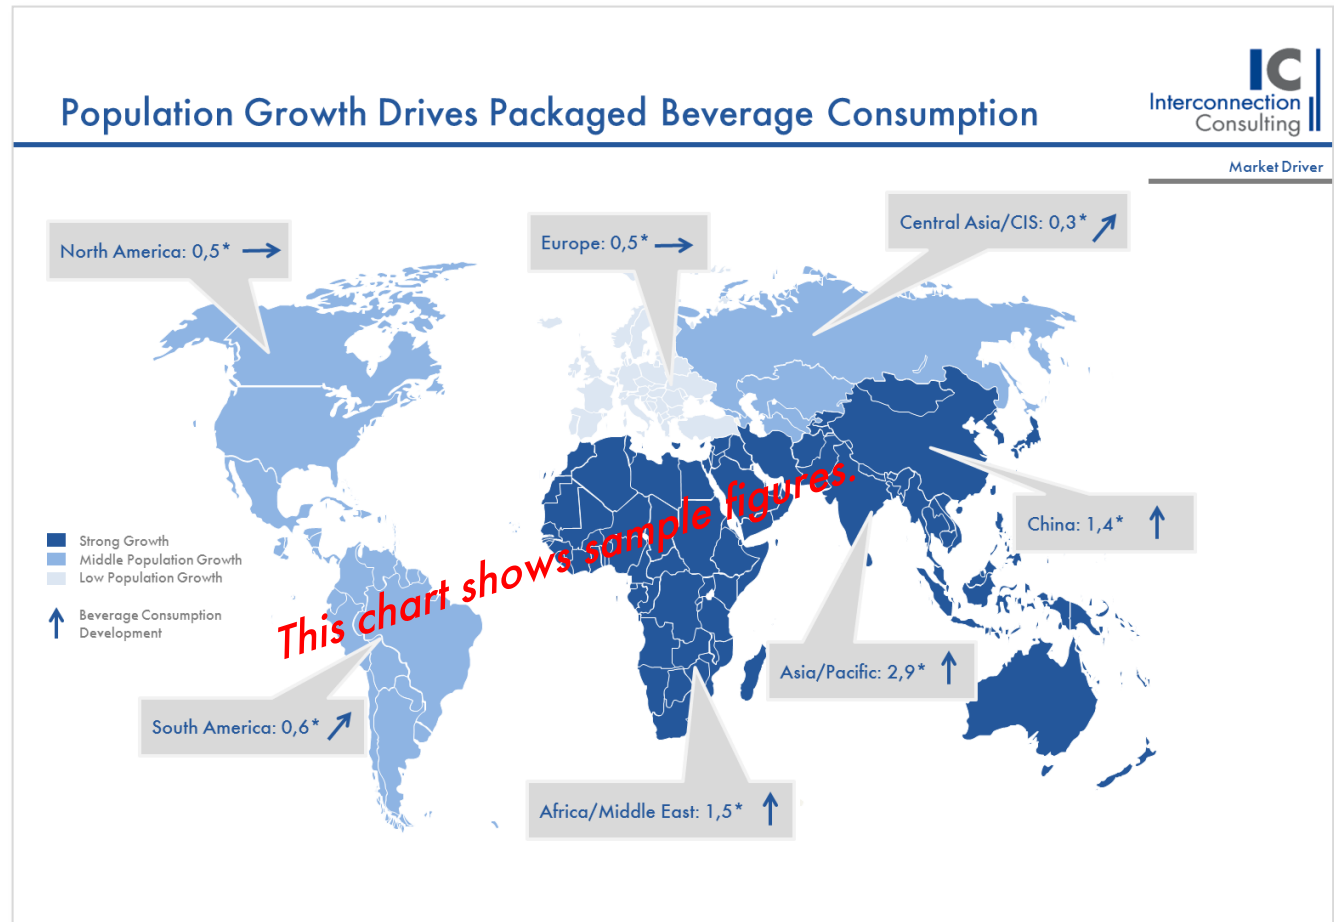 IC
Interconnection
Consulting
Population Growth Drives Packaged Beverage Consumption
Market Driver
North America: 0,5*
Europe: 0,5*
Central Asia/CIS: 0,3*
China: 1,4*
Strong Growth
Middle Population Growth
Low Population Growth
Beverage Consumption
Development
This chart shows sample figures.
Asia/Pacific: 2,9*
South America: 0,6*
Africa/Middle East: 1,5*